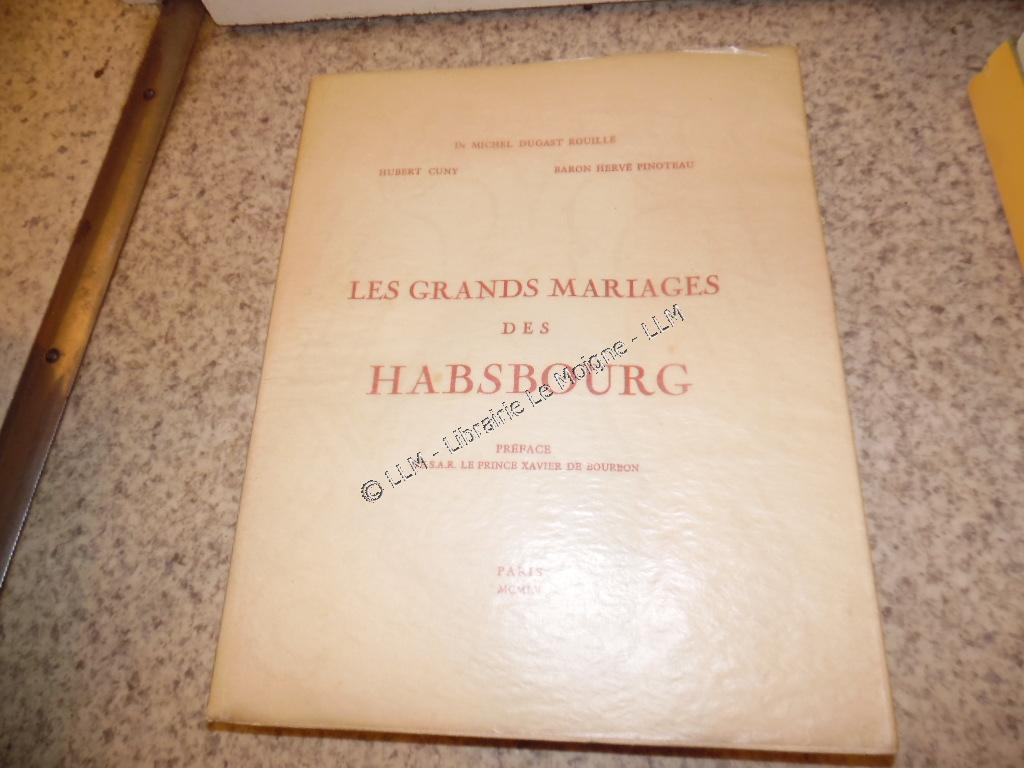 Dr MICHEL DUGAST ROUILLÉ
HUBERT CUNY
BARON HERVÉ PINOTEAU
LES GRANDS MARIAGES
DES
HABSBOURG
© LLM - Librairie Le Moigne - LLM
PRÉFACE
S.A.R. LE PRINCE XAVIER DE BOURBON
PARIS